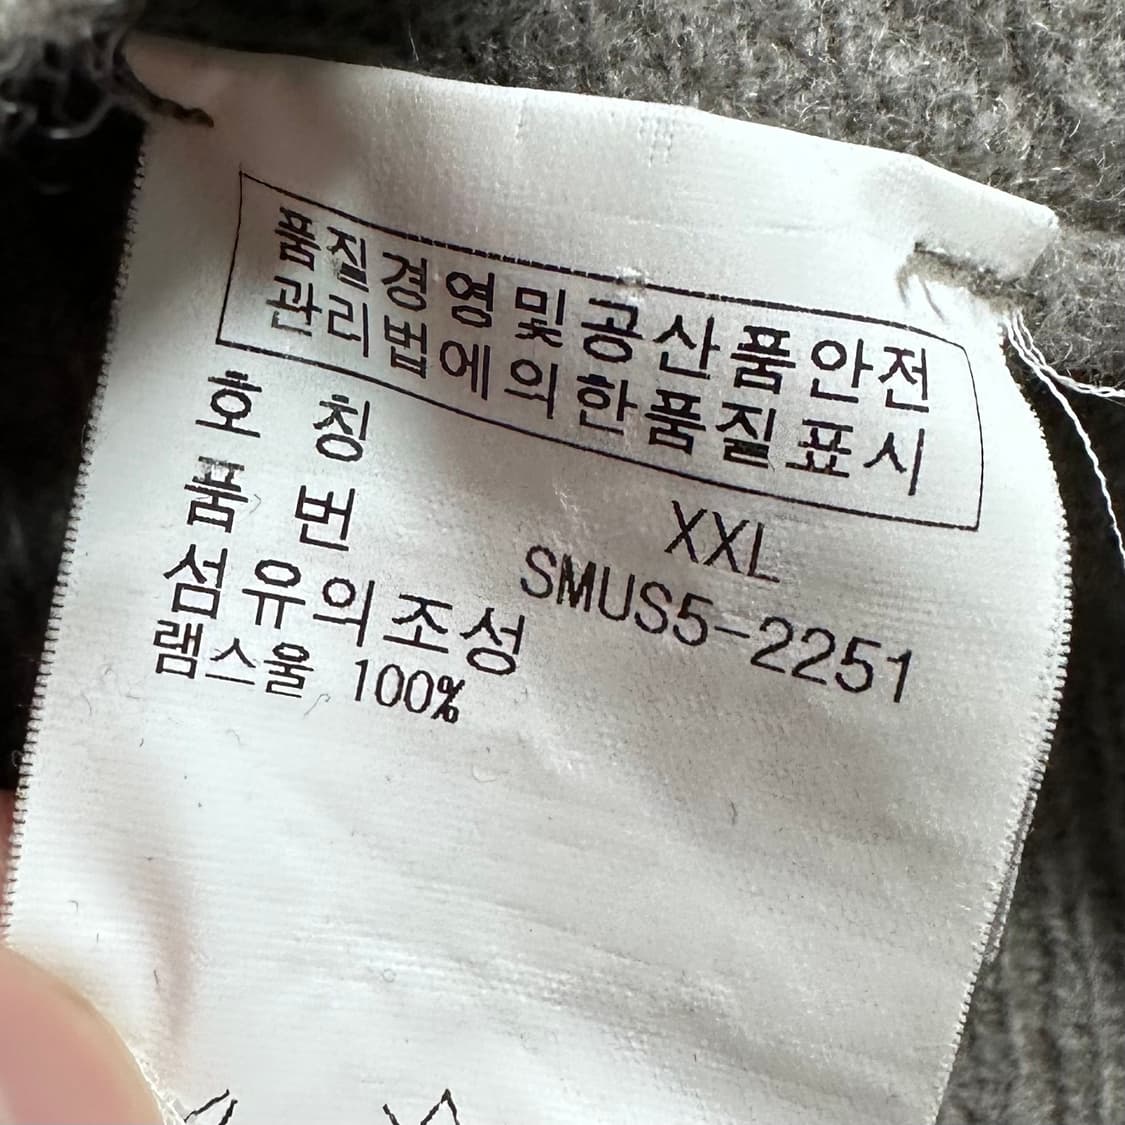 품질경영및공산품안전
관리법에의한품질표시
호 칭 XXL
품 번 SMUS5-2251
섬유의조성
램스울 100%